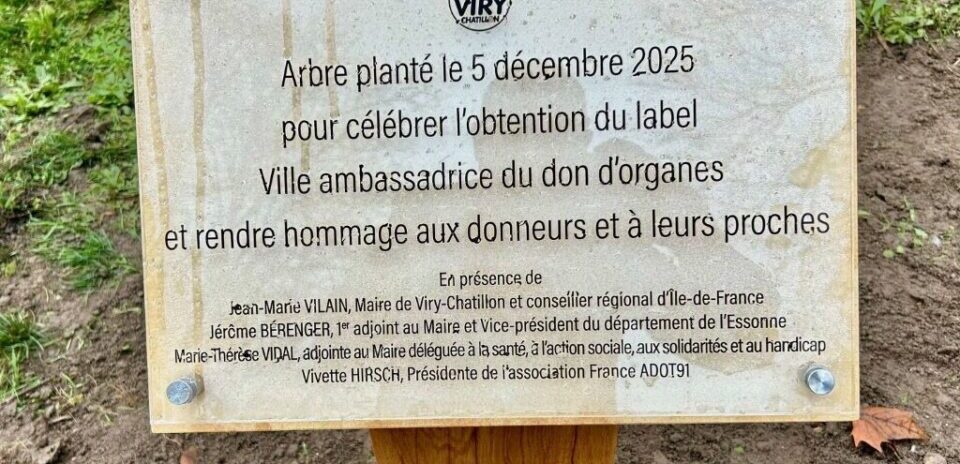 VIRY
CHATILLON
Arbre planté le 5 décembre 2025
pour célébrer l'obtention du label
Ville ambassadrice du don d'organes
et rendre hommage aux donneurs et à leurs proches
En présence de
Jean-Marie VILAIN, Maire de Viry-Chatillon et conseiller régional d'Île-de-France
Jérôme BÉRENGER, 1er adjoint au Maire et Vice-président du département de l'Essonne
Marie-Thérèse VIDAL, adjointe au Maire déléguée à la santé, à l'action sociale, aux solidarités et au handicap
Vivette HIRSCH, Présidente de l'association France ADOT91